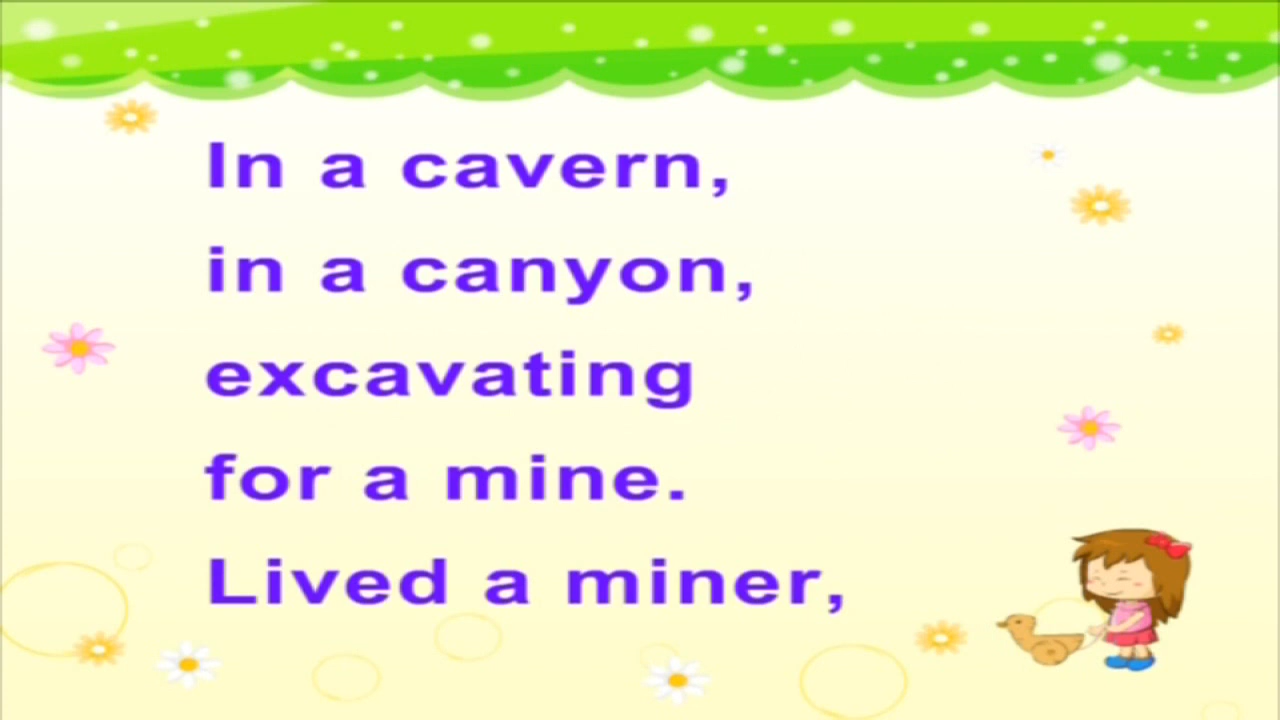 In a cavern,
in a canyon,
excavating
for a mine.
Lived a miner,